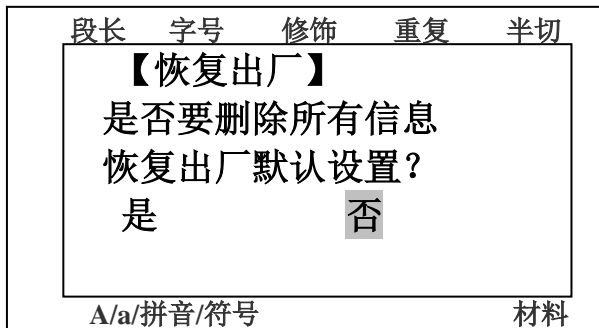 段长 字号 修饰 重复 半切
【恢复出厂】
是否要删除所有信息
恢复出厂默认设置？
是 否
A/a/拼音/符号 材料